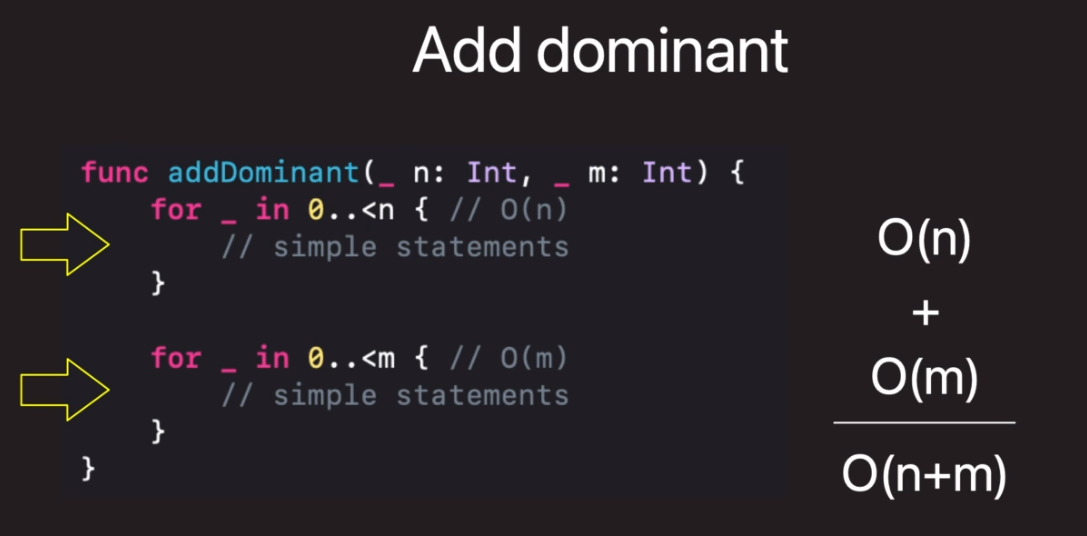 Add dominant
func addDominant(_ n: Int, _ m: Int) {
for _ in 0..<n { // O(n)
// simple statements
}
for _ in 0..<m { // O(m)
// simple statements
}
}
O(n)
+
O(m)
O(n+m)